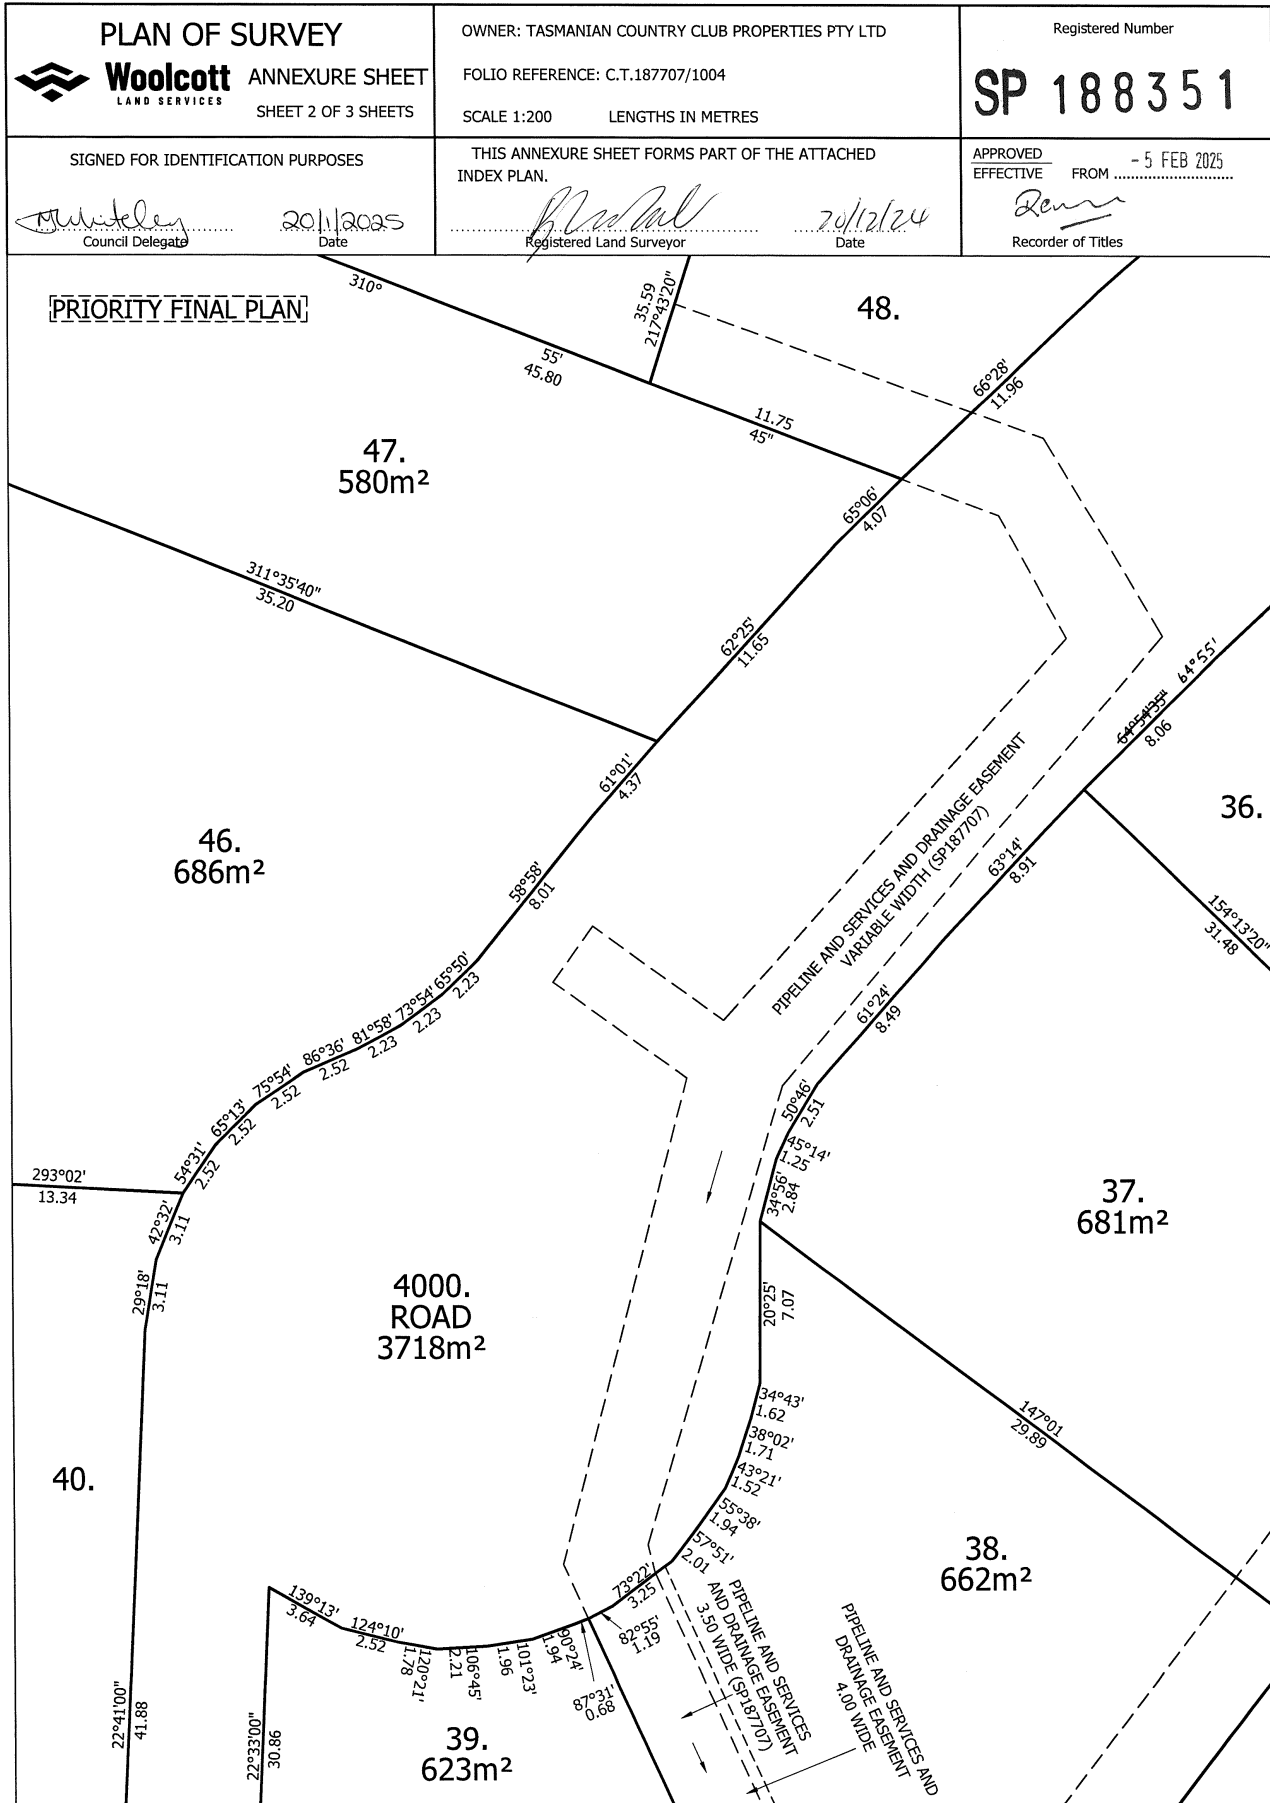 PLAN OF SURVEY
Woolcott
LAND SERVICES
ANNEXURE SHEET
SHEET 2 OF 3 SHEETS
OWNER: TASMANIAN COUNTRY CLUB PROPERTIES PTY LTD
FOLIO REFERENCE: C.T.187707/1004
SCALE 1:200 LENGTHS IN METRES
Registered Number
SP 188351
SIGNED FOR IDENTIFICATION PURPOSES
20/1/2025
Council Delegate Date
THIS ANNEXURE SHEET FORMS PART OF THE ATTACHED
INDEX PLAN.
20/12/24
Registered Land Surveyor Date
APPROVED
EFFECTIVE FROM - 5 FEB 2025
Recorder of Titles
PRIORITY FINAL PLAN
310°
55'
45.80
35.59
217°43'20"
48.
66°28'
11.96
11.75
45"
47.
580m²
65°06'
4.07
311°35'40"
35.20
62°25'
11.65
64°54'35" 64°55'
8.06
61°01'
4.37
36.
46.
686m²
PIPELINE AND SERVICES AND DRAINAGE EASEMENT
VARIABLE WIDTH (SP187707)
63°14'
8.91
58°58'
8.01
154°13'20"
31.48
65°50'
2.23
73°54'
2.23
81°58'
2.23
86°36'
2.52
75°54'
2.52
65°13'
2.52
54°31'
2.52
61°24'
8.49
50°46'
2.51
45°14'
1.25
34°56'
2.84
293°02'
13.34
42°32'
3.11
29°18'
3.11
37.
681m²
4000.
ROAD
3718m²
20°25'
7.07
34°43'
1.62
38°02'
1.71
43°21'
1.52
55°38'
1.94
57°51'
2.01
147°01
29.89
40.
38.
662m²
73°22'
3.25
82°55'
1.19
139°13'
3.64
124°10'
2.52
120°21'
1.78
106°45'
2.21
101°23'
1.96
90°24'
1.94
87°31'
0.68
PIPELINE AND SERVICES
AND DRAINAGE EASEMENT
3.50 WIDE (SP187707)
PIPELINE AND SERVICES AND
DRAINAGE EASEMENT
4.00 WIDE
22°41'00"
41.88
22°33'00"
30.86
39.
623m²